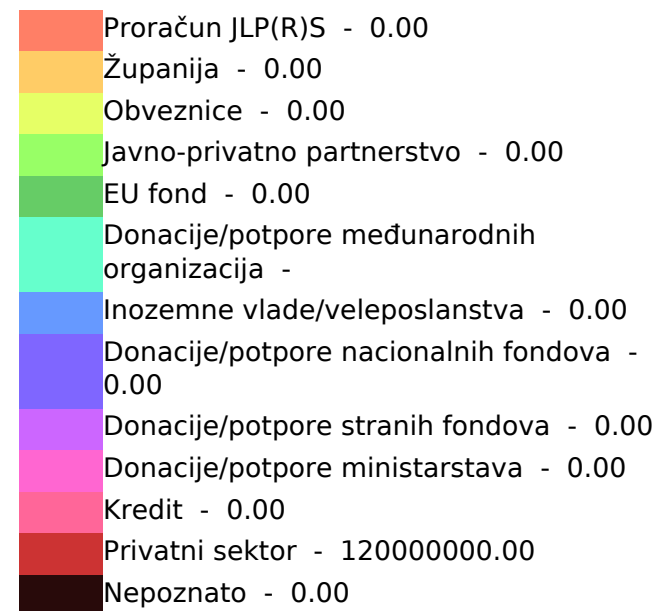 Proračun JLP(R)S - 0.00
Županija - 0.00
Obveznice - 0.00
Javno-privatno partnerstvo - 0.00
EU fond - 0.00
Donacije/potpore međunarodnih
organizacija -
Inozemne vlade/veleposlanstva - 0.00
Donacije/potpore nacionalnih fondova -
0.00
Donacije/potpore stranih fondova - 0.00
Donacije/potpore ministarstava - 0.00
Kredit - 0.00
Privatni sektor - 120000000.00
Nepoznato - 0.00